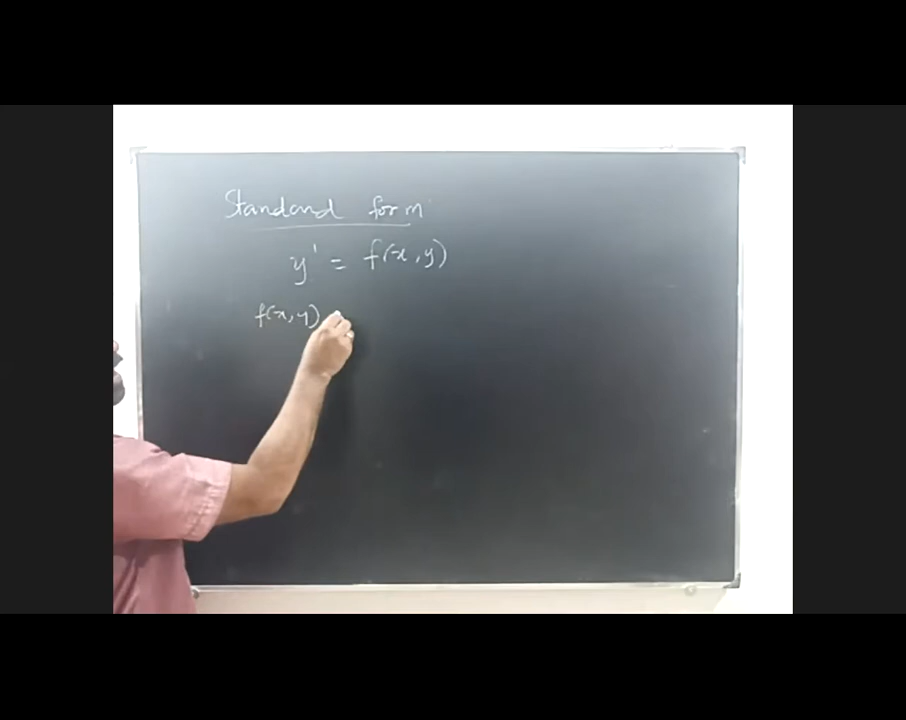 Standard form
y' = f(x, y)
f(x, y)